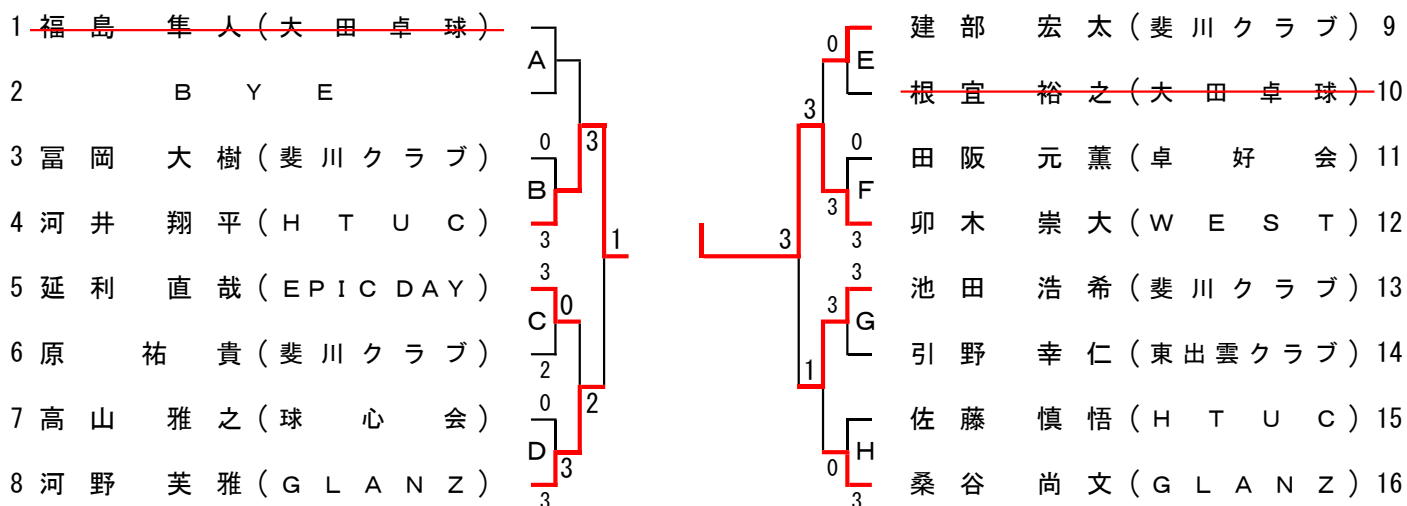 1 福島 隼人(大田卓球)
2 BYE
3 冨岡 大樹(斐川クラブ)
4 河井 翔平(HTUC)
5 延利 直哉(EPIC DAY)
6 原 祐貴(斐川クラブ)
7 高山 雅之(球心会)
8 河野 芙雅(GLANZ)
A
0
B
3
3
3
C
0
2
0
D
3
3
2
1
建部 宏太(斐川クラブ) 9
根宜 裕之(大田卓球) 10
田阪 元薫(卓好会) 11
卯木 崇大(WEST) 12
池田 浩希(斐川クラブ) 13
引野 幸仁(東出雲クラブ) 14
佐藤 慎悟(HTUC) 15
桑谷 尚文(GLANZ) 16
0
E
3
0
F
3
3
3
3
3
G
1
H
0
3